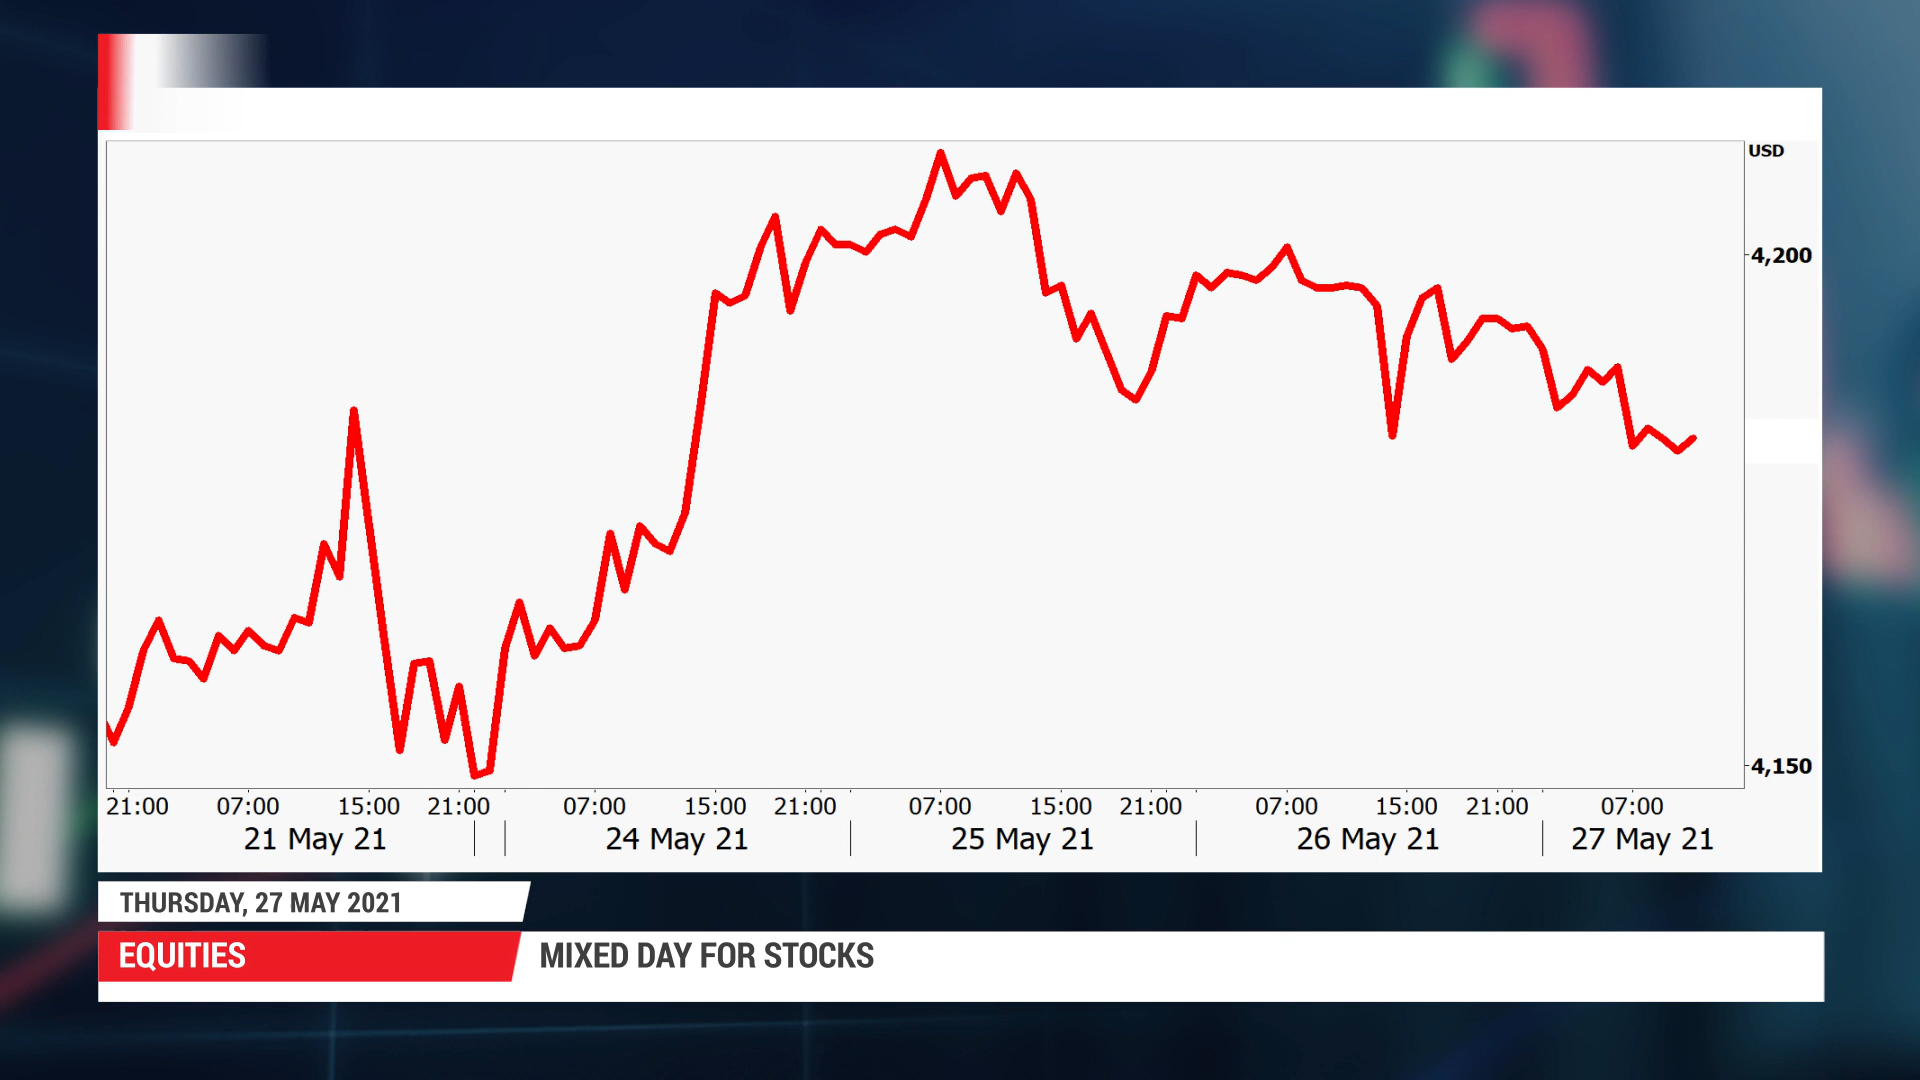 USD
4,200
4,150
21:00 07:00 15:00 21:00 07:00 15:00 21:00 07:00 15:00 21:00 07:00 15:00 21:00 07:00
21 May 21 24 May 21 25 May 21 26 May 21 27 May 21
THURSDAY, 27 MAY 2021
EQUITIES MIXED DAY FOR STOCKS